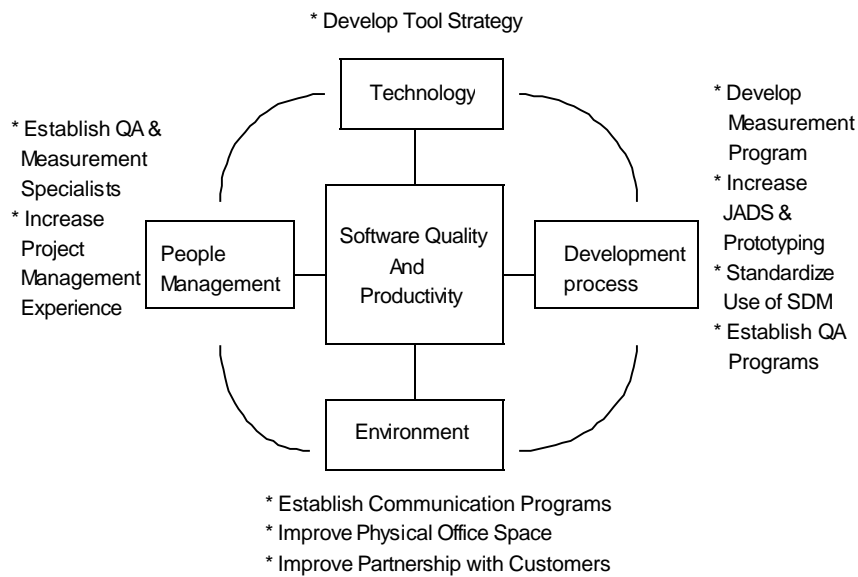 * Develop Tool Strategy
Technology
* Establish QA &
Measurement
Specialists
* Increase
Project
Management
Experience
People
Management
Software Quality
And
Productivity
Development
process
* Develop
Measurement
Program
* Increase
JADS &
Prototyping
* Standardize
Use of SDM
* Establish QA
Programs
Environment
* Establish Communication Programs
* Improve Physical Office Space
* Improve Partnership with Customers